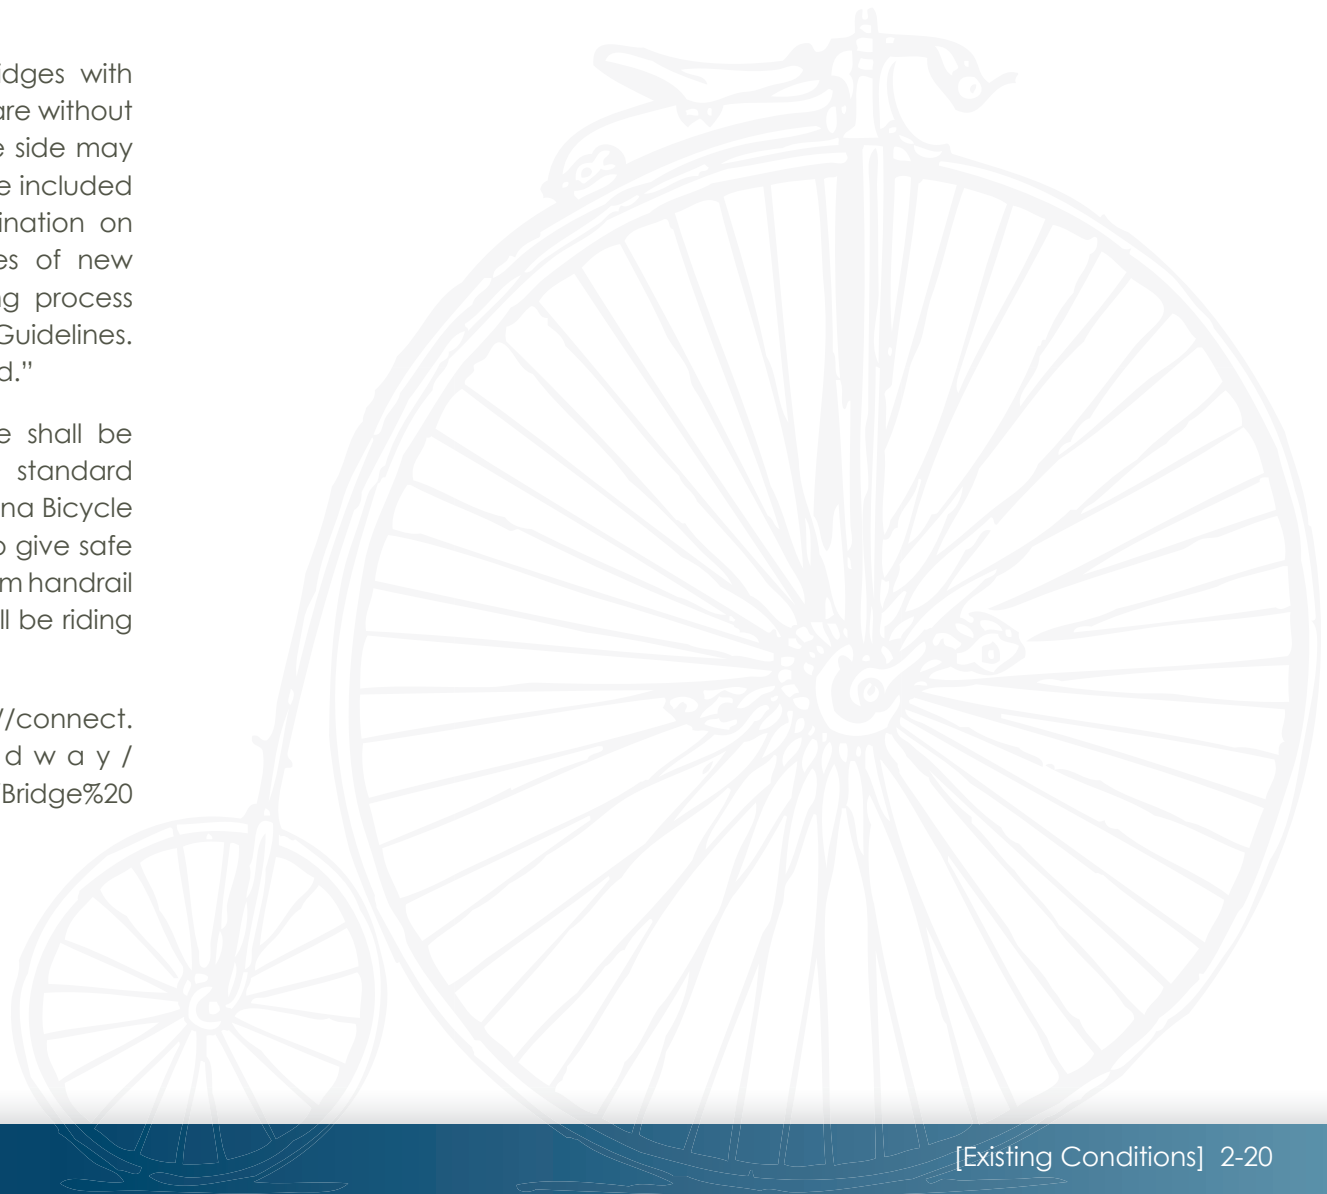 idges with
are without
e side may
e included
ination on
es of new
ng process
Guidelines.
d.”
e shall be
standard
na Bicycle
o give safe
m handrail
ll be riding
//connect.
d w a y /
Bridge%20
[Existing Conditions] 2-20